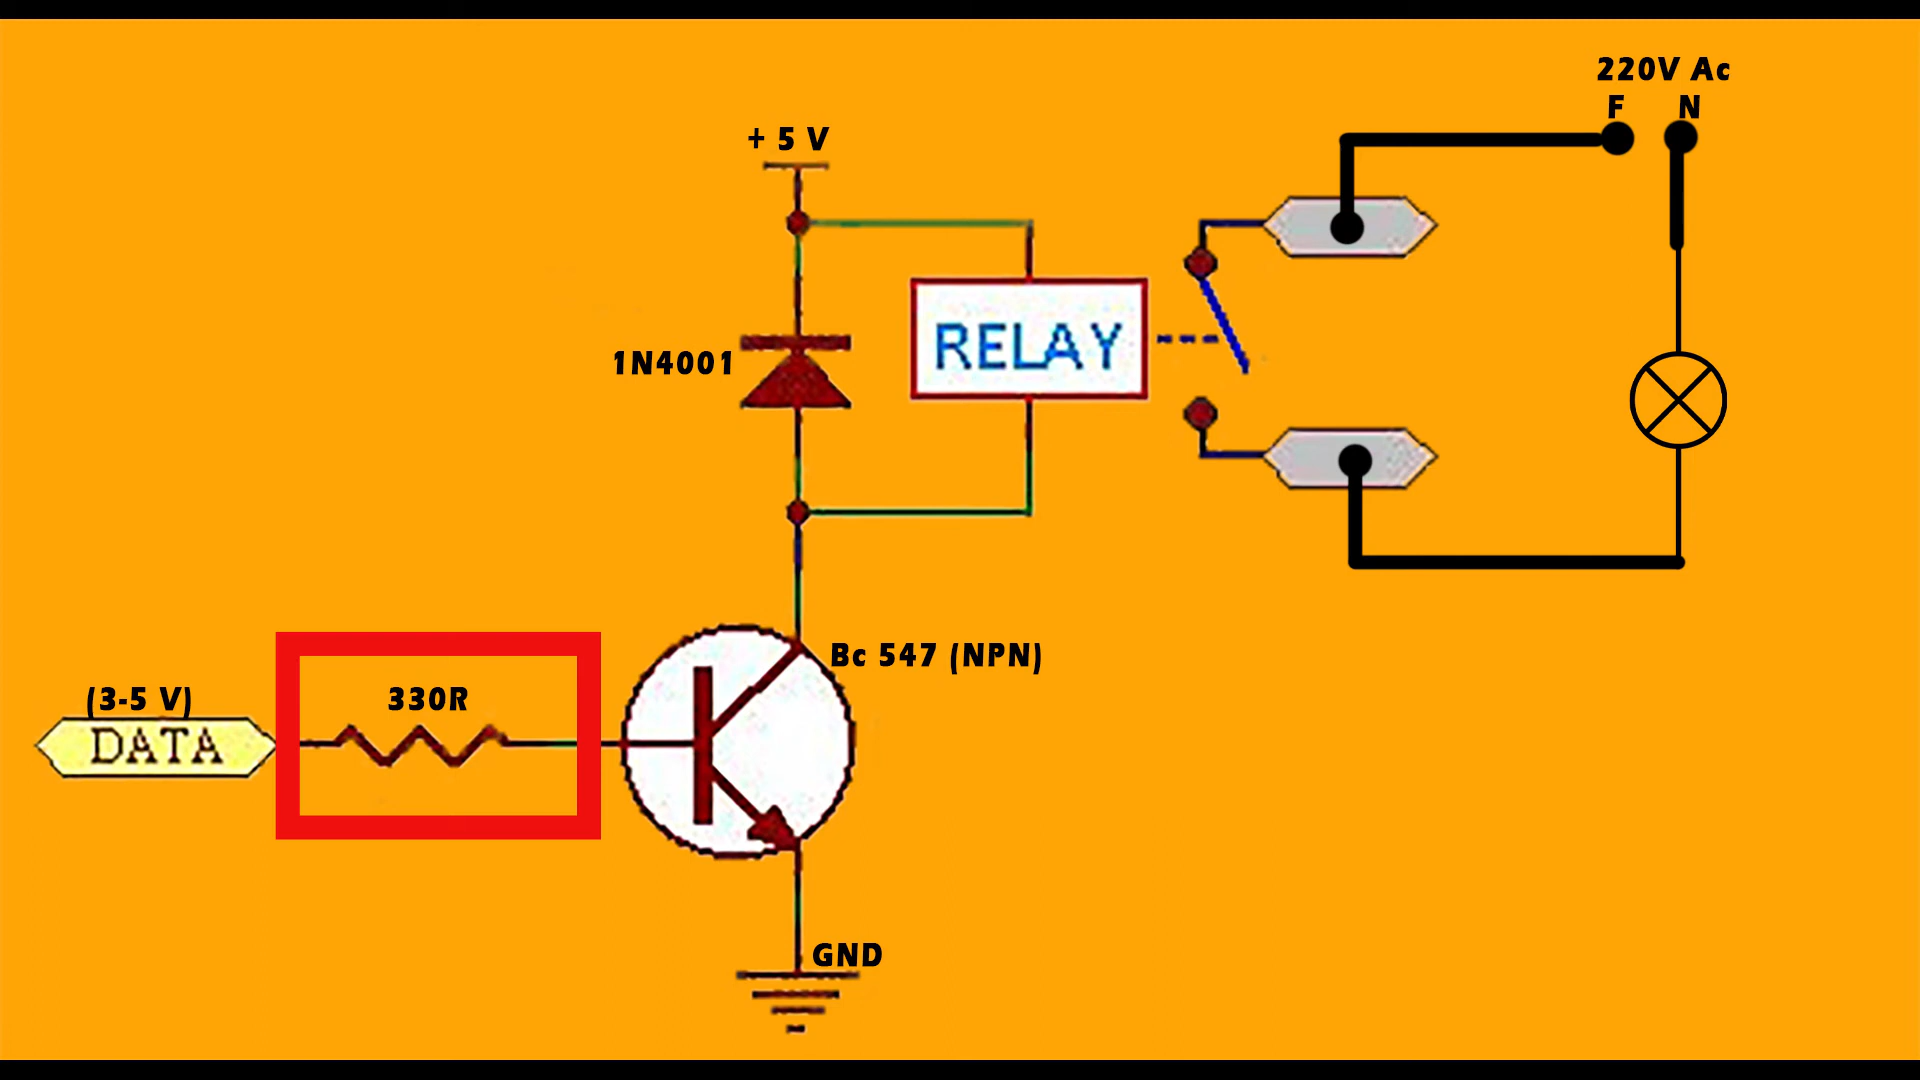 220V Ac
F N
+ 5 V
1N4001
RELAY
Bc 547 (NPN)
(3-5 V)
330R
DATA
GND